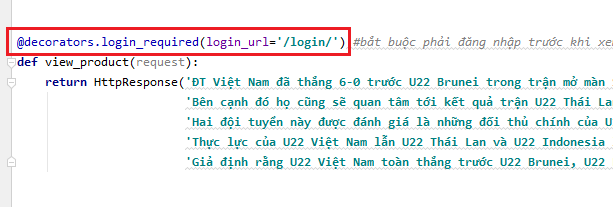 @decorators.login_required(login_url='/login/') #bắt buộc phải đăng nhập trước khi xe
def view_product(request):
return HttpResponse('ĐT Việt Nam đã thắng 6-0 trước U22 Brunei trong trận mở màn
'Bên cạnh đó họ cũng sẽ quan tâm tới kết quả trận U22 Thái La
'Hai đội tuyển này được đánh giá là những đối thủ chính của U
'Thực lực của U22 Việt Nam lẫn U22 Thái Lan và U22 Indonesia
'Giả định rằng U22 Việt Nam toàn thắng trước U22 Brunei, U22